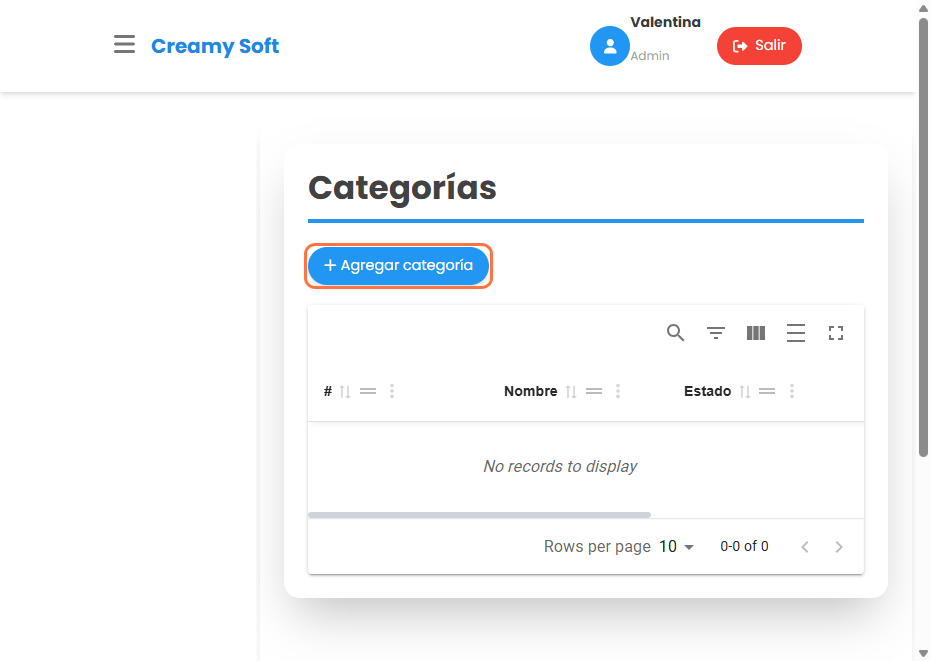 Valentina
Creamy Soft
Admin
Salir
Categorías
+ Agregar categoría
# Nombre Estado
No records to display
Rows per page 10 0-0 of 0